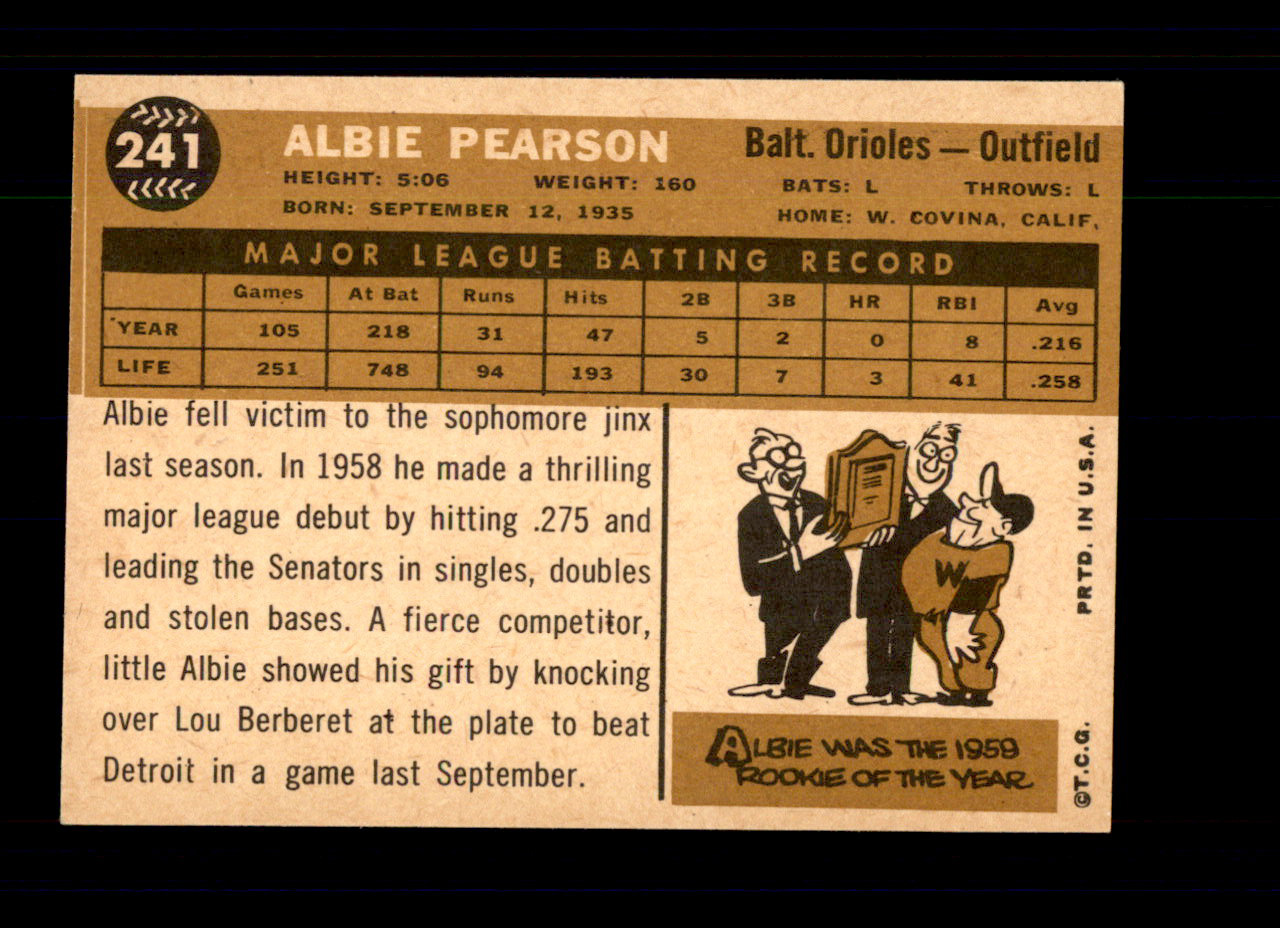 241
ALBIE PEARSON
Balt. Orioles — Outfield
HEIGHT: 5:06 WEIGHT: 160 BATS: L THROWS: L
BORN: SEPTEMBER 12, 1935 HOME: W. COVINA, CALIF.
MAJOR LEAGUE BATTING RECORD
Games At Bat Runs Hits 2B 3B HR RBI Avg
YEAR 105 218 31 47 5 2 0 8 .216
LIFE 251 748 94 193 30 7 3 41 .258
Albie fell victim to the sophomore jinx
last season. In 1958 he made a thrilling
major league debut by hitting .275 and
leading the Senators in singles, doubles
and stolen bases. A fierce competitor,
little Albie showed his gift by knocking
over Lou Berberet at the plate to beat
Detroit in a game last September.
W
ALBIE WAS THE 1959
ROOKIE OF THE YEAR
©T.C.G. PRTD. IN U.S.A.